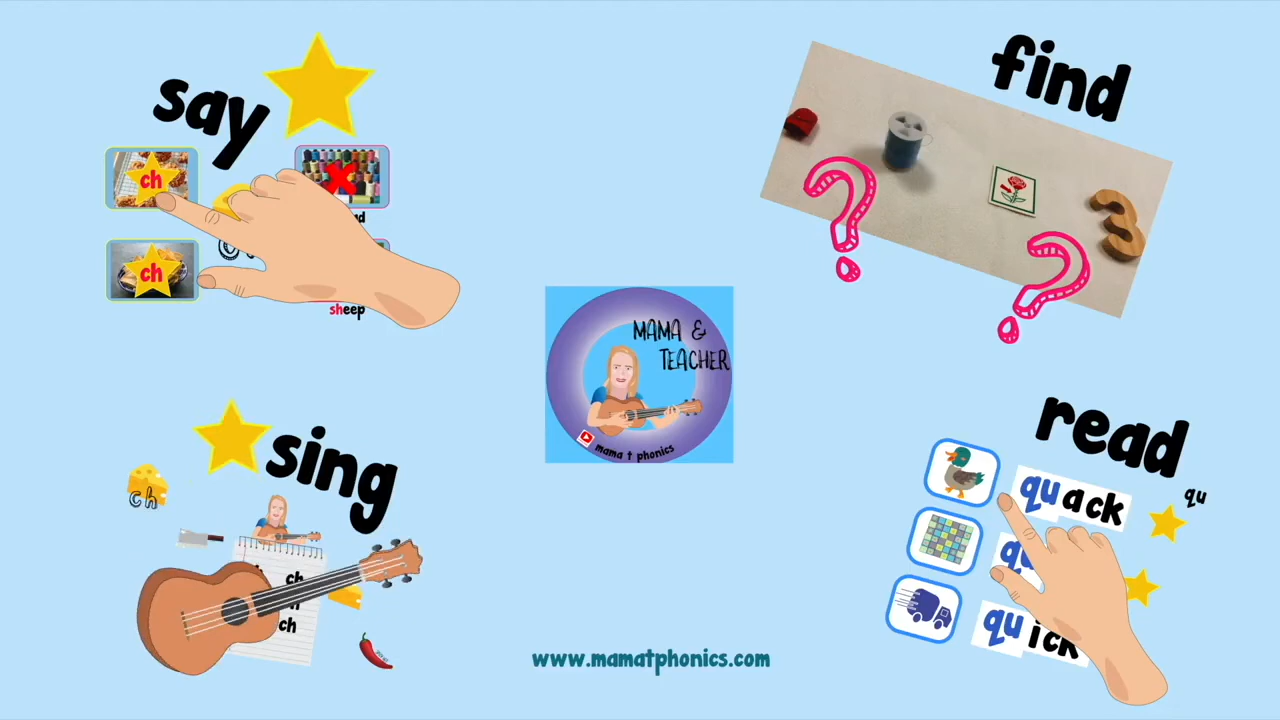 say
ch
ch
sheep
find
3
MAMA &
TEACHER
mama t phonics
sing
ch
ch
ch
read
qu
quack
qu
quick
www.mamatphonics.com